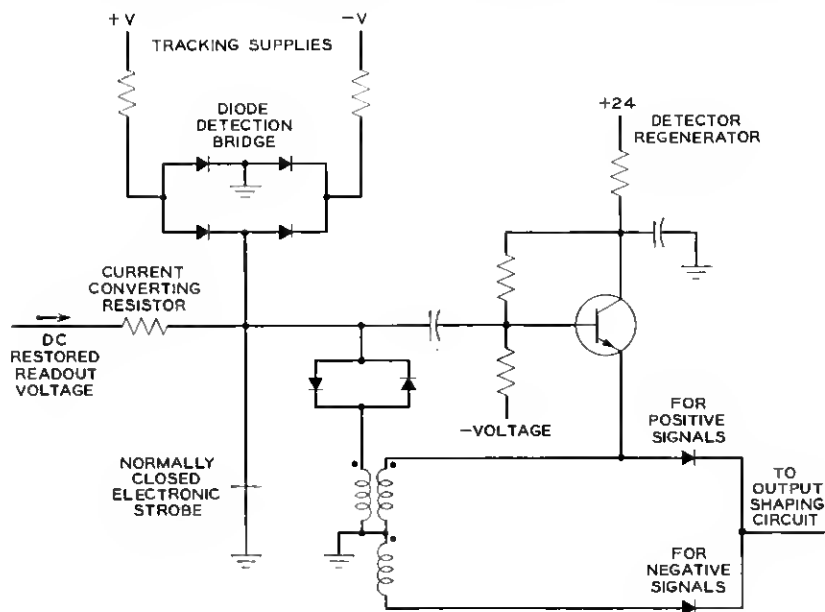 +V
-V
TRACKING SUPPLIES
DIODE
DETECTION
BRIDGE
+24
DETECTOR
REGENERATOR
CURRENT
CONVERTING
RESISTOR
DC
RESTORED
READOUT
VOLTAGE
-VOLTAGE
FOR
POSITIVE
SIGNALS
NORMALLY
CLOSED
ELECTRONIC
STROBE
TO
OUTPUT
SHAPING
CIRCUIT
FOR
NEGATIVE
SIGNALS